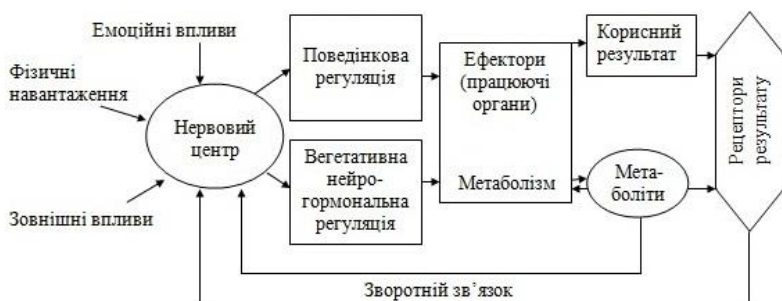 Емоційні впливи
Фізичні
навантаження
Нервовий
центр
Зовнішні впливи
Поведінкова
регуляція
Вегетативна
нейро-
гормональна
регуляція
Ефектори
(працюючі
органи)
Метаболізм
Корисний
результат
Мета-
боліти
Рецептори
результату
Зворотній зв’язок